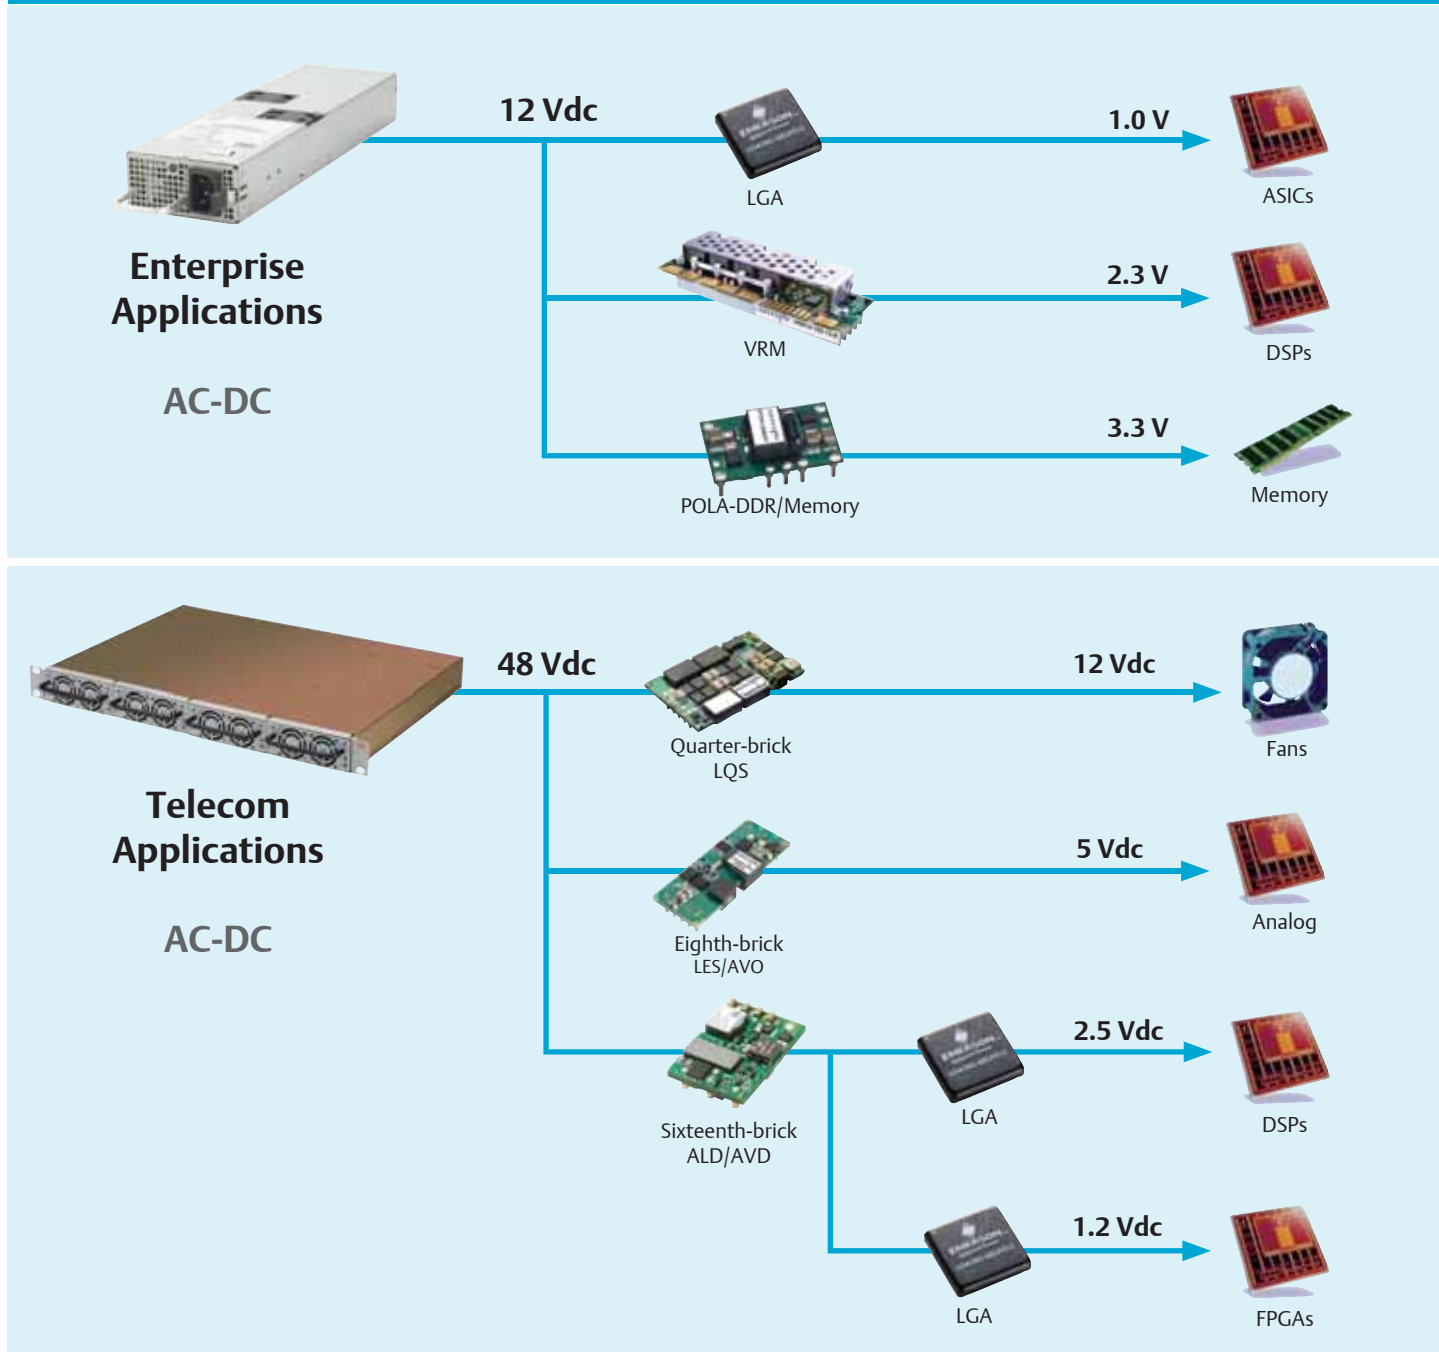 12 Vdc
1.0 V
LGA
ASICs
Enterprise
Applications
AC-DC
2.3 V
VRM
DSPs
3.3 V
POLA-DDR/Memory
Memory
48 Vdc
12 Vdc
Quarter-brick
LQS
Fans
Telecom
Applications
AC-DC
5 Vdc
Eighth-brick
LES/AVO
Analog
2.5 Vdc
LGA
DSPs
Sixteenth-brick
ALD/AVD
1.2 Vdc
LGA
FPGAs